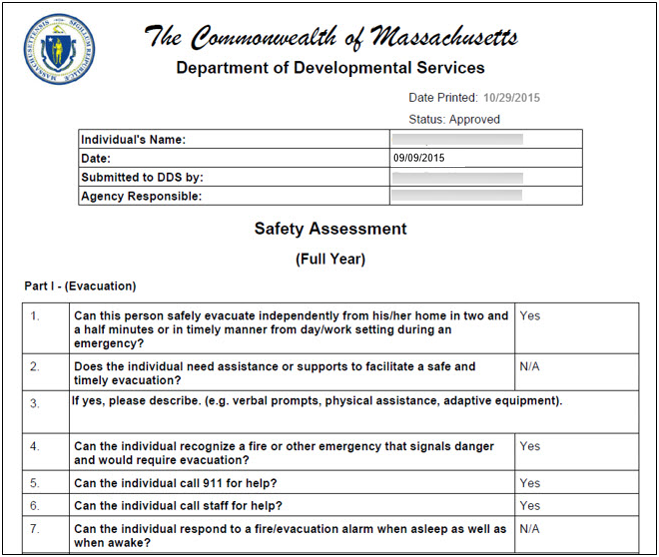 The Commonwealth of Massachusetts
Department of Developmental Services
Date Printed: 10/29/2015
Status: Approved
Individual's Name:
Date: 09/09/2015
Submitted to DDS by:
Agency Responsible:
Safety Assessment
(Full Year)
Part I - (Evacuation)
1. Can this person safely evacuate independently from his/her home in two and Yes
a half minutes or in timely manner from day/work setting during an
emergency?
2. Does the individual need assistance or supports to facilitate a safe and N/A
timely evacuation?
3. If yes, please describe. (e.g. verbal prompts, physical assistance, adaptive equipment).
4. Can the individual recognize a fire or other emergency that signals danger Yes
and would require evacuation?
5. Can the individual call 911 for help? Yes
6. Can the individual call staff for help? Yes
7. Can the individual respond to a fire/evacuation alarm when asleep as well as N/A
when awake?